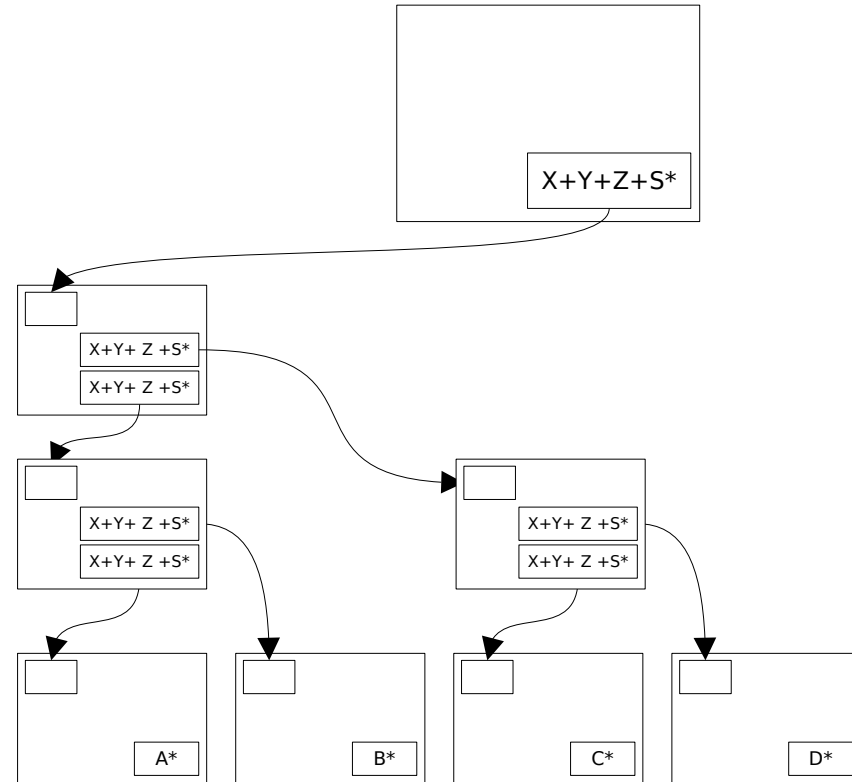 X+Y+Z+S*
X+Y+ Z +S*
X+Y+ Z +S*
X+Y+ Z +S*
X+Y+ Z +S*
X+Y+ Z +S*
X+Y+ Z +S*
A*
B*
C*
D*